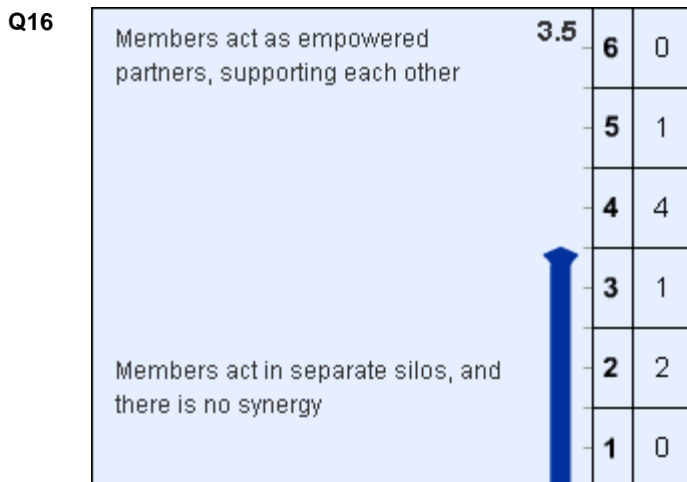 Q16
Members act as empowered
partners, supporting each other
3.5
6 0
5 1
4 4
3 1
Members act in separate silos, and
there is no synergy
2 2
1 0